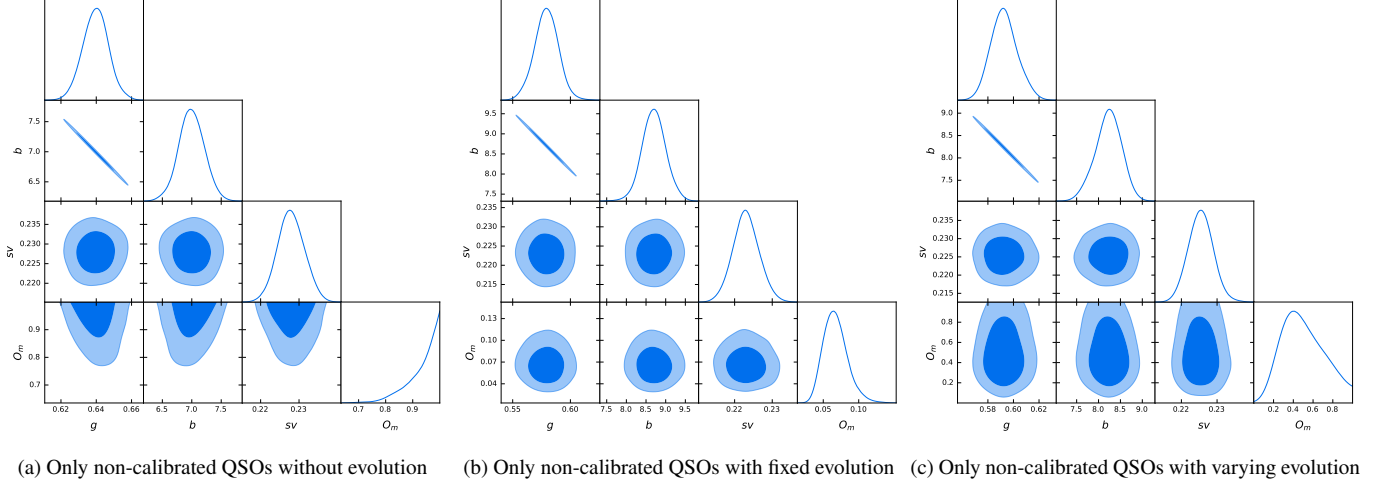 7.5
7.0
6.5
b
0.235
0.230
0.225
0.220
sv
0.9
0.8
0.7
O_m
0.62 0.64 0.66
6.5 7.0 7.5
0.22 0.23
0.7 0.8 0.9
g b sv O_m
(a) Only non-calibrated QSOs without evolution
9.5
9.0
8.5
8.0
7.5
b
0.230
0.225
0.220
0.215
sv
0.13
0.10
0.07
0.04
O_m
0.55 0.60
7.5 8.0 8.5 9.0 9.5
0.22 0.23
0.05 0.10
g b sv O_m
(b) Only non-calibrated QSOs with fixed evolution
9.0
8.5
8.0
7.5
b
0.235
0.230
0.225
0.220
0.215
sv
0.8
0.6
0.4
0.2
O_m
0.58 0.60 0.62
7.5 8.0 8.5 9.0
0.22 0.23
0.2 0.4 0.6 0.8
g b sv O_m
(c) Only non-calibrated QSOs with varying evolution